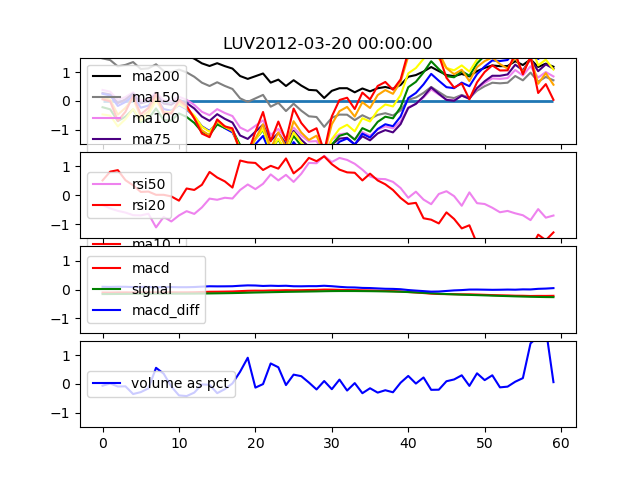 LUV2012-03-20 00:00:00
1
0
−1
ma200
ma150
ma100
ma75
1
0
−1
rsi50
rsi20
ma10
1
0
−1
macd
signal
macd_diff
1
0
−1
volume as pct
0 10 20 30 40 50 60